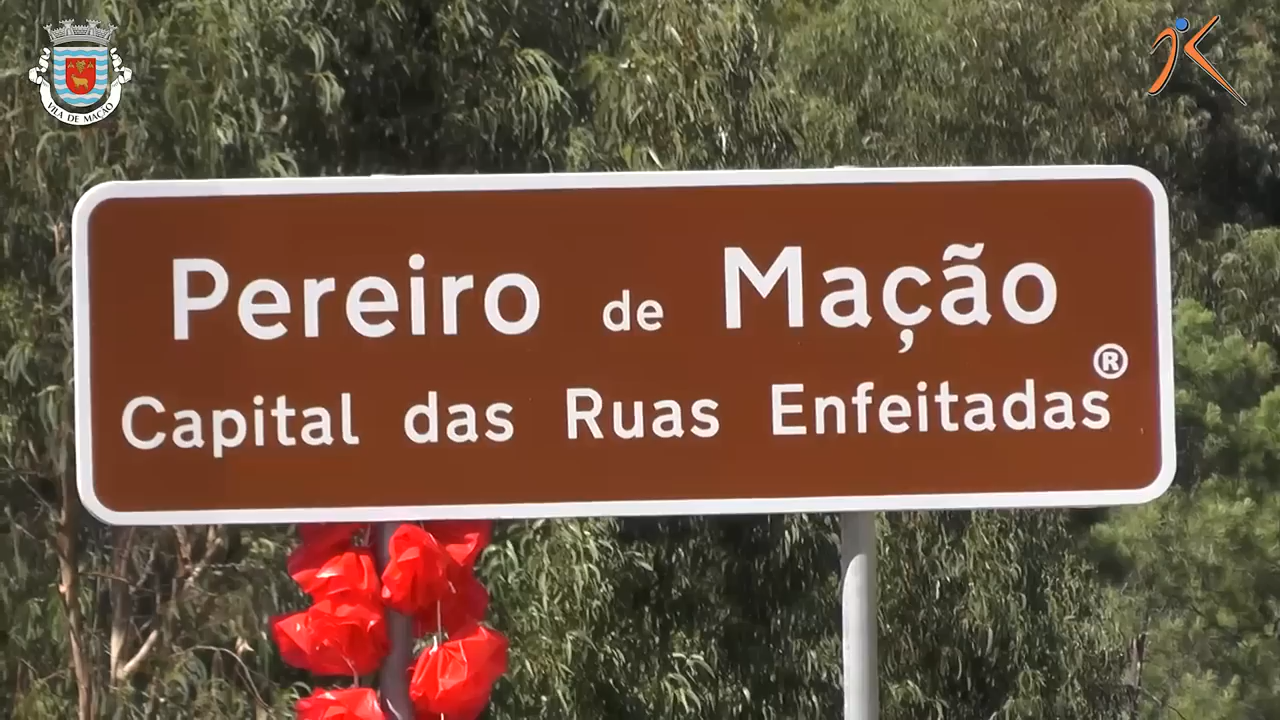 VILA DE MAÇÃO
Pereiro de Mação
®
Capital das Ruas Enfeitadas